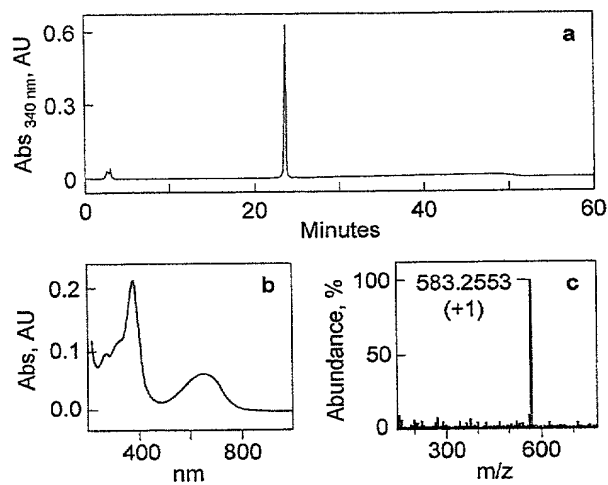 a
Abs 340 nm, AU
0.6
0.3
0
0 20 40 60
Minutes
b
Abs, AU
0.2
0.1
0.0
400 800
nm
c
Abundance, %
100
50
0
583.2553
(+1)
300 600
m/z